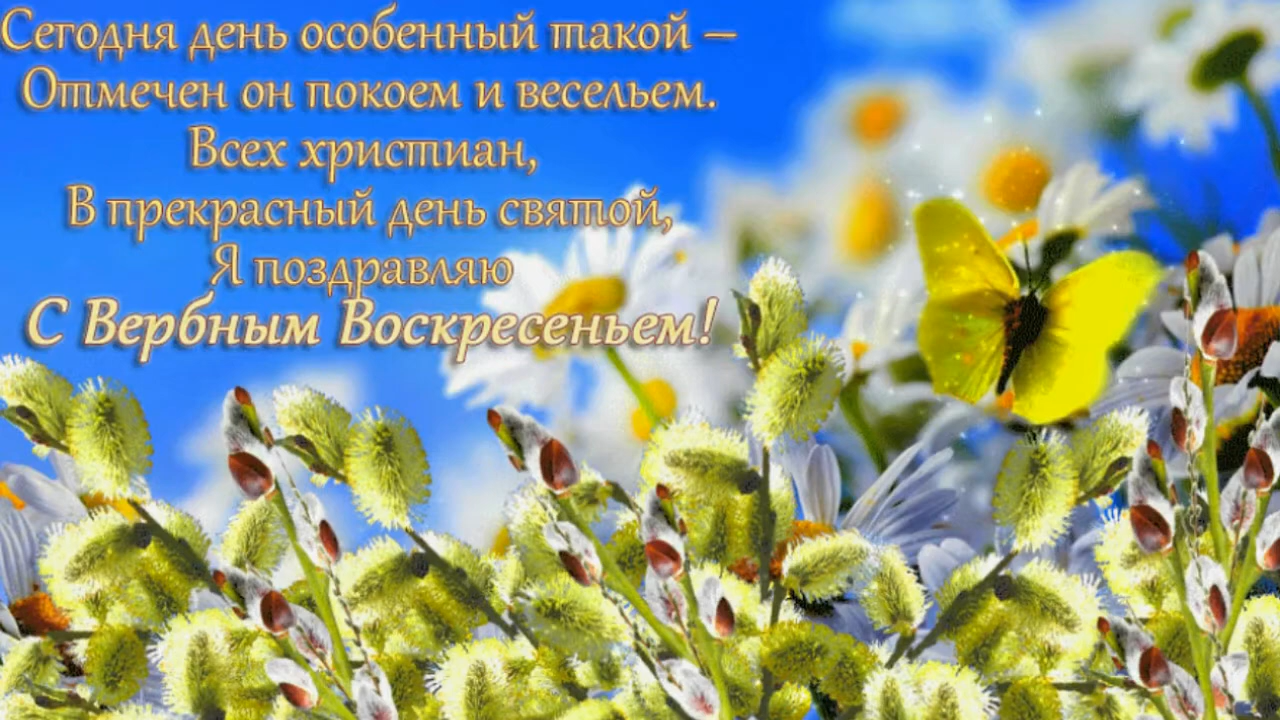 Сегодня день особенный такой –
Отмечен он покоем и весельем.
Всех христиан,
В прекрасный день святой,
Я поздравляю
С Вербным Воскресеньем!